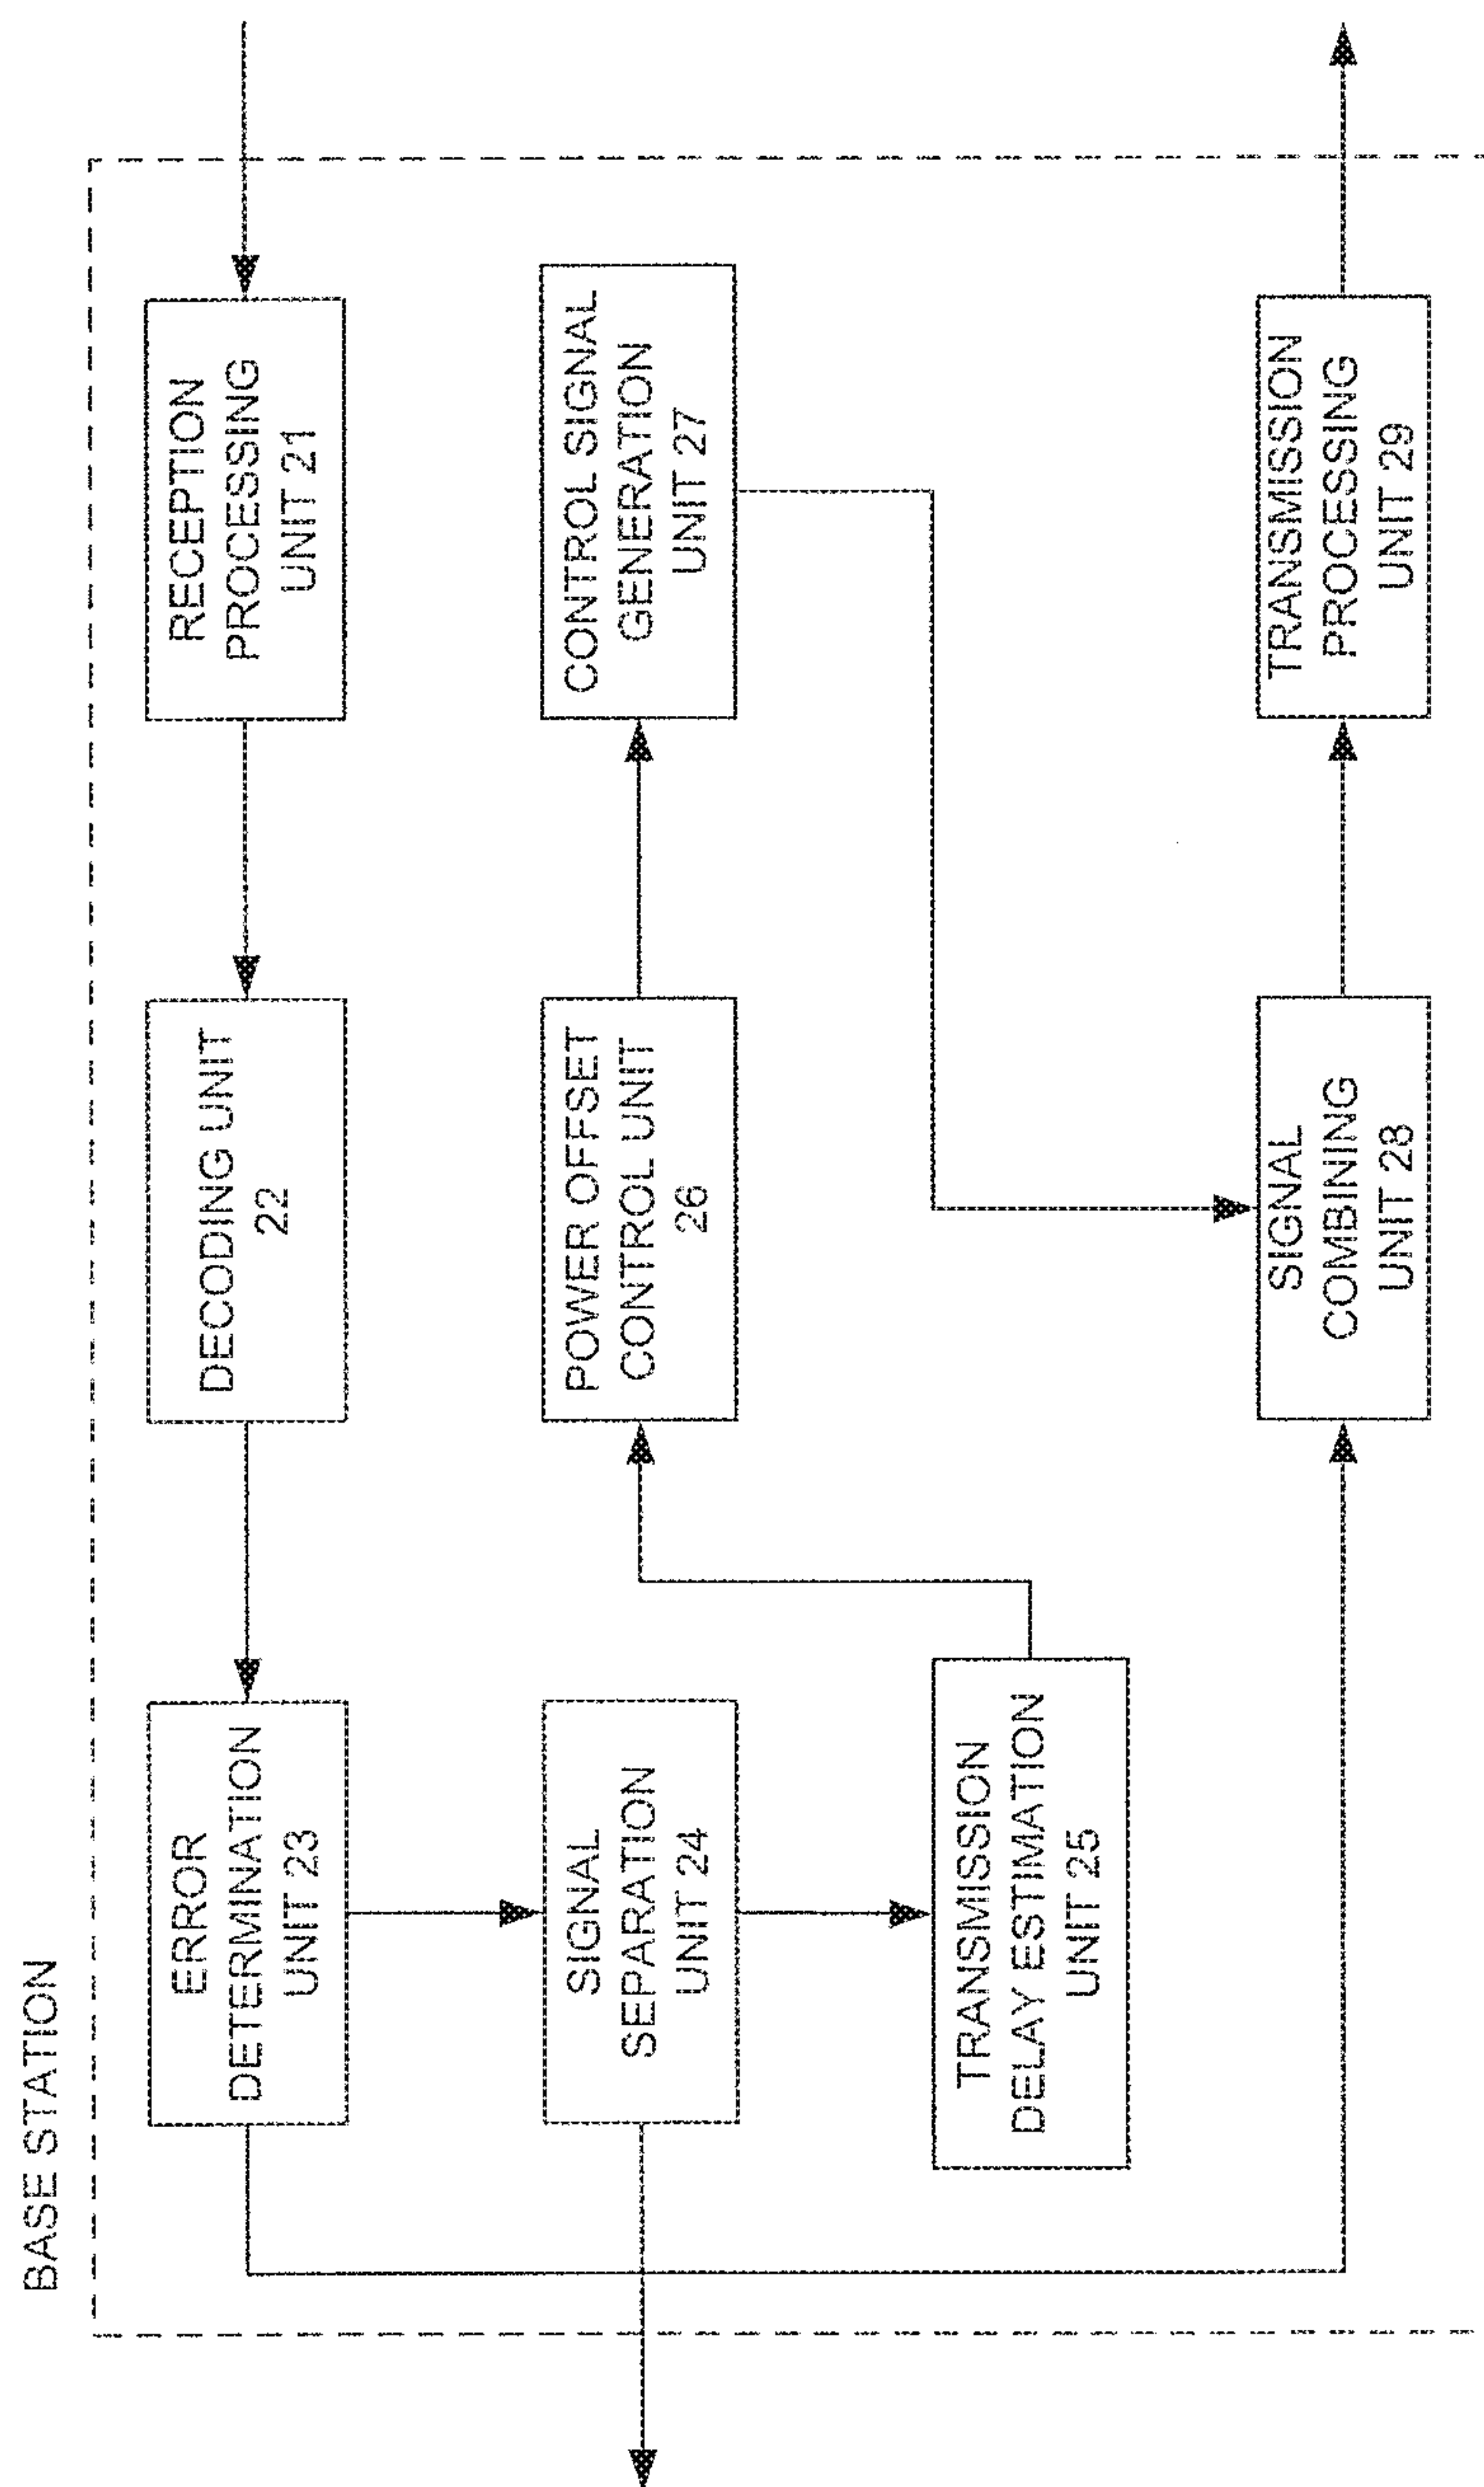 BASE STATION
RECEPTION
PROCESSING
UNIT 21
DECODING UNIT
22
ERROR
DETERMINATION
UNIT 23
SIGNAL
SEPARATION
UNIT 24
TRANSMISSION
DELAY ESTIMATION
UNIT 25
POWER OFFSET
CONTROL UNIT
26
CONTROL SIGNAL
GENERATION
UNIT 27
SIGNAL
COMBINING
UNIT 28
TRANSMISSION
PROCESSING
UNIT 29